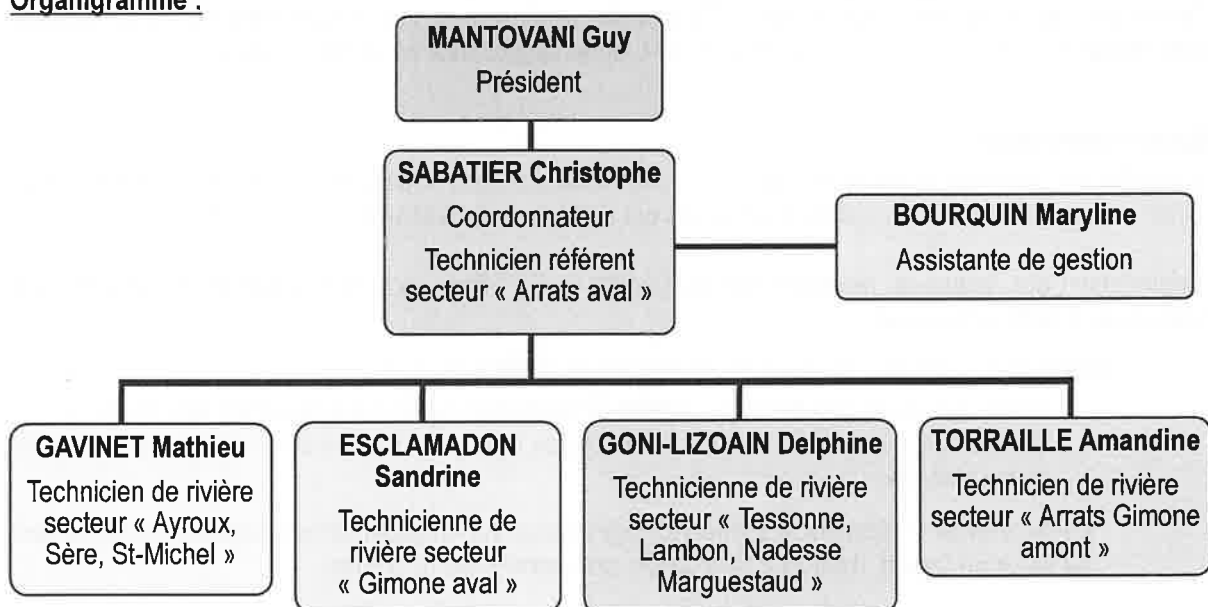 Organigramme :
MANTOVANI Guy
Président
SABATIER Christophe
Coordonnateur
Technicien référent
secteur « Arrats aval »
BOURQUIN Maryline
Assistante de gestion
GAVINET Mathieu
Technicien de rivière
secteur « Ayroux,
Sère, St-Michel »
ESCLAMADON
Sandrine
Technicienne de
rivière secteur
« Gimone aval »
GONI-LIZOAIN Delphine
Technicienne de rivière
secteur « Tessonne,
Lambon, Nadesse
Marguestaud »
TORRAILLE Amandine
Technicien de rivière
secteur « Arrats Gimone
amont »